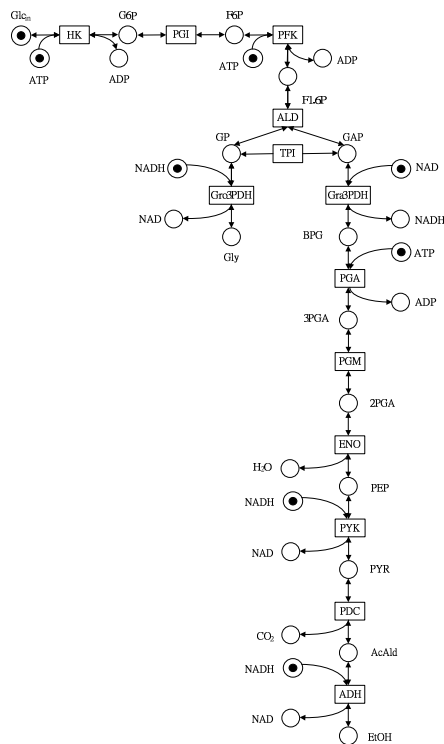 Glcin G6P F6P
HK PGI PFK
ATP ADP ATP ADP
F1.6P
ALD
GP GAP
TPI
NADH NAD
Gro3PDH Gra3PDH
NAD NADH
BPG
Gly
ATP
PGA
ADP
3PGA
PGM
2PGA
ENO
H2O
PEP
NADH
PYK
NAD
PYR
PDC
CO2
AcAld
NADH
ADH
NAD
EtOH